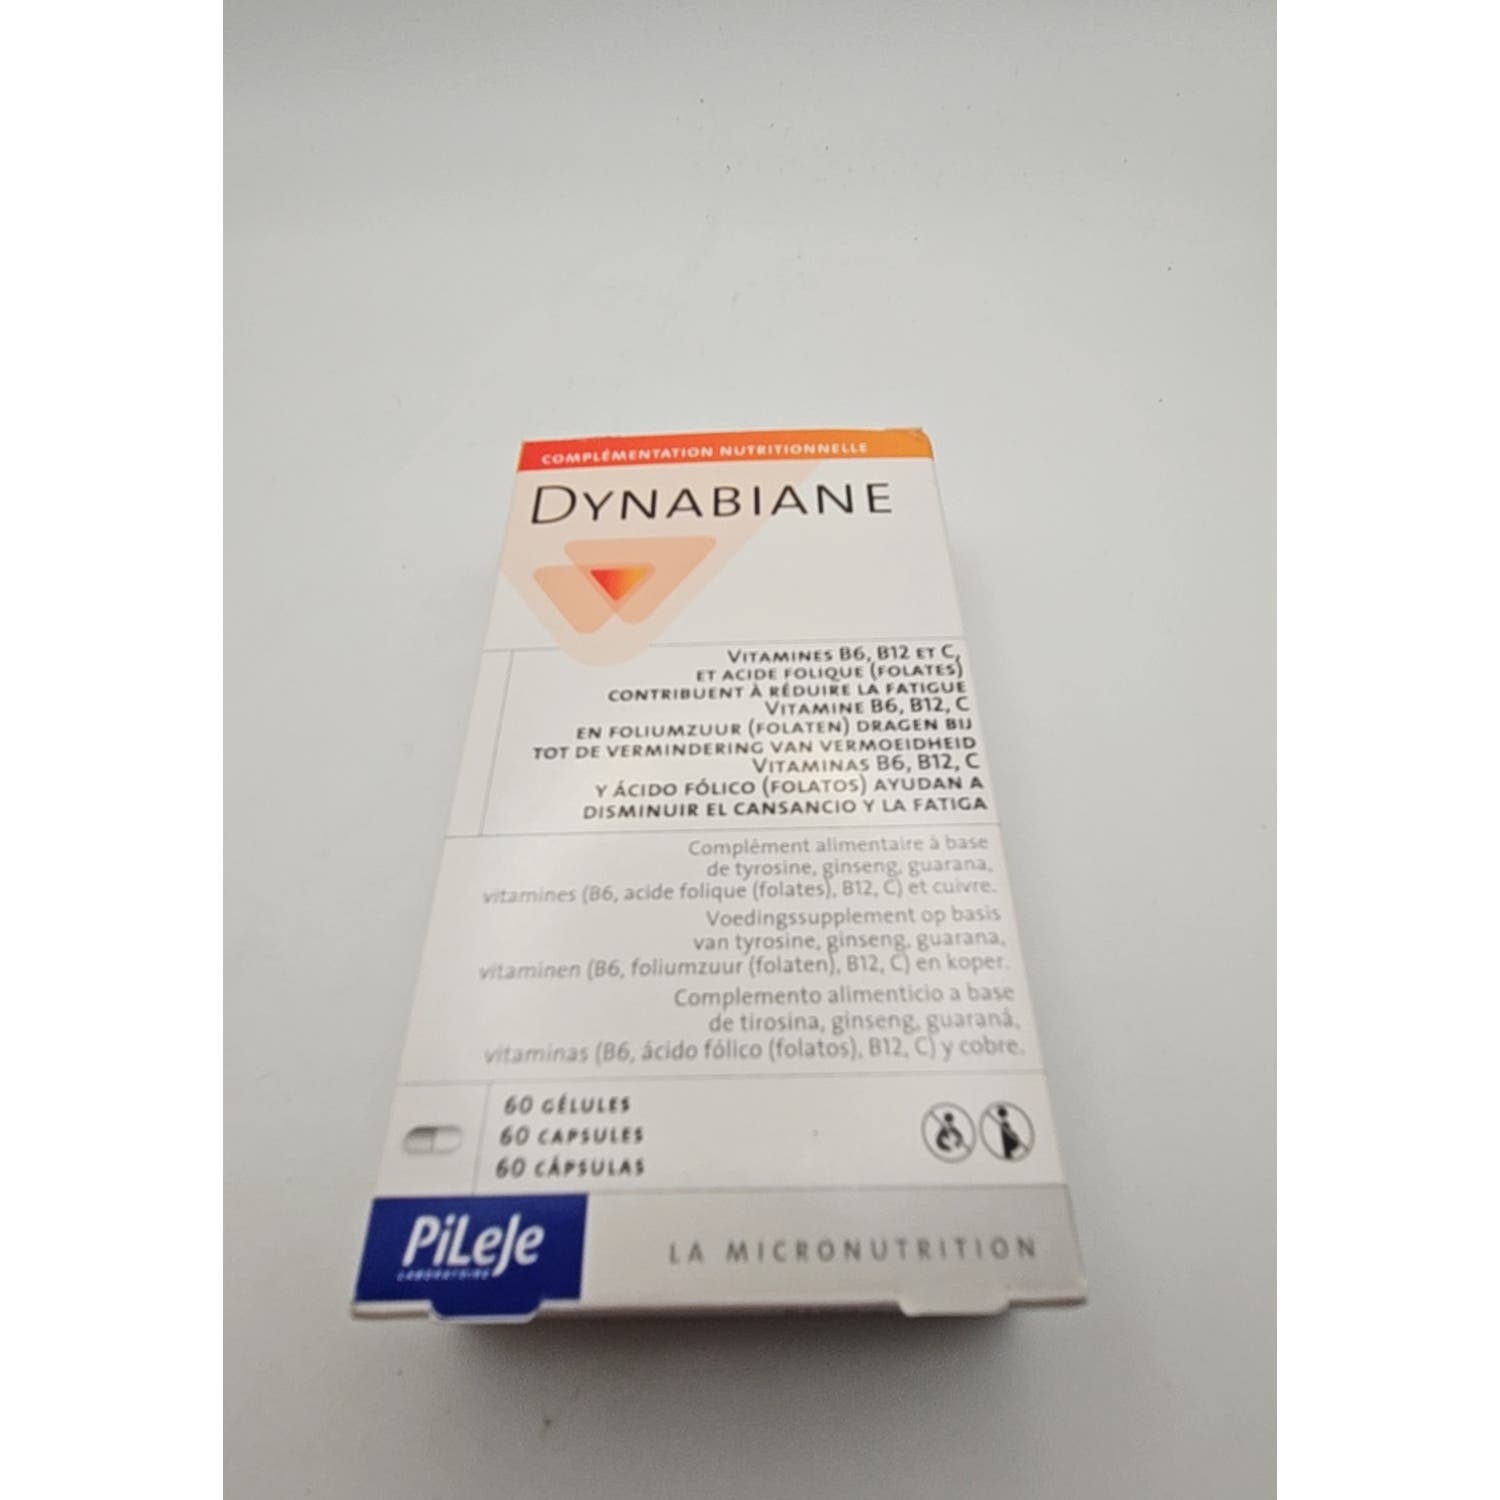 COMPLÉMENTATION NUTRITIONNELLE
DYNABIANE
VITAMINES B6, B12 ET C,
ET ACIDE FOLIQUE (FOLATES)
CONTRIBUENT À RÉDUIRE LA FATIGUE
VITAMINE B6, B12, C
EN FOLIUMZUUR (FOLATEN) DRAGEN BIJ
TOT DE VERMINDERING VAN VERMOEIDHEID
VITAMINAS B6, B12, C
Y ÁCIDO FÓLICO (FOLATOS) AYUDAN A
DISMINUIR EL CANSANCIO Y LA FATIGA
Complément alimentaire à base
de tyrosine, ginseng, guarana,
vitamines (B6, acide folique (folates), B12, C) et cuivre.
Voedingssupplement op basis
van tyrosine, ginseng, guarana,
vitaminen (B6, foliumzuur (folaten), B12, C) en koper.
Complemento alimenticio a base
de tirosina, ginseng, guaraná,
vitaminas (B6, ácido fólico (folatos), B12, C) y cobre.
60 GÉLULES
60 CAPSULES
60 CÁPSULAS
PiLeJe
LABORATOIRE
LA MICRONUTRITION